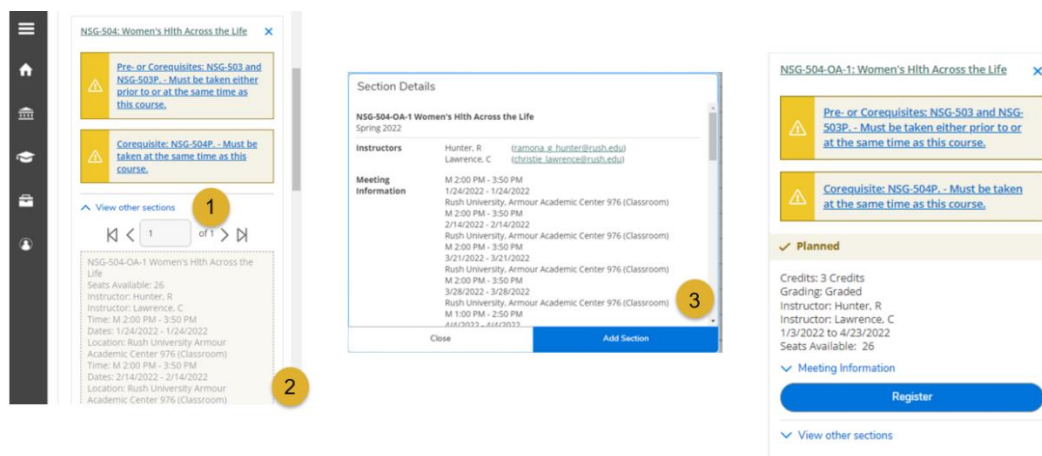 NSG-504: Women's Hlth Across the Life
Pre- or Corequisites: NSG-503 and
NSG-503P. - Must be taken either
prior to or at the same time as
this course.
Corequisite: NSG-504P. - Must be
taken at the same time as this
course.
View other sections
1
1 of 1
NSG-504-OA-1 Women's Hlth Across the
Life
Seats Available: 26
Instructor: Hunter, R
Instructor: Lawrence, C
Time: M 2:00 PM - 3:50 PM
Dates: 1/24/2022 - 1/24/2022
Location: Rush University Armour
Academic Center 976 (Classroom)
Time: M 2:00 PM - 3:50 PM
Dates: 2/14/2022 - 2/14/2022
Location: Rush University Armour
Academic Center 976 (Classroom)
2
Section Details
NSG-504-OA-1 Women's Hlth Across the Life
Spring 2022
Instructors Hunter, R (ramona_g_hunter@rush.edu)
Lawrence, C (christie_lawrence@rush.edu)
Meeting Information
M 2:00 PM - 3:50 PM
1/24/2022 - 1/24/2022
Rush University, Armour Academic Center 976 (Classroom)
M 2:00 PM - 3:50 PM
2/14/2022 - 2/14/2022
Rush University, Armour Academic Center 976 (Classroom)
M 2:00 PM - 3:50 PM
3/21/2022 - 3/21/2022
Rush University, Armour Academic Center 976 (Classroom)
M 2:00 PM - 3:50 PM
3/28/2022 - 3/28/2022
Rush University, Armour Academic Center 976 (Classroom)
M 1:00 PM - 2:50 PM
4/4/2022 - 4/4/2022
3
Close Add Section
NSG-504-OA-1: Women's Hlth Across the Life
Pre- or Corequisites: NSG-503 and NSG-
503P. - Must be taken either prior to or
at the same time as this course.
Corequisite: NSG-504P. - Must be taken
at the same time as this course.
Planned
Credits: 3 Credits
Grading: Graded
Instructor: Hunter, R
Instructor: Lawrence, C
1/3/2022 to 4/23/2022
Seats Available: 26
Meeting Information
Register
View other sections